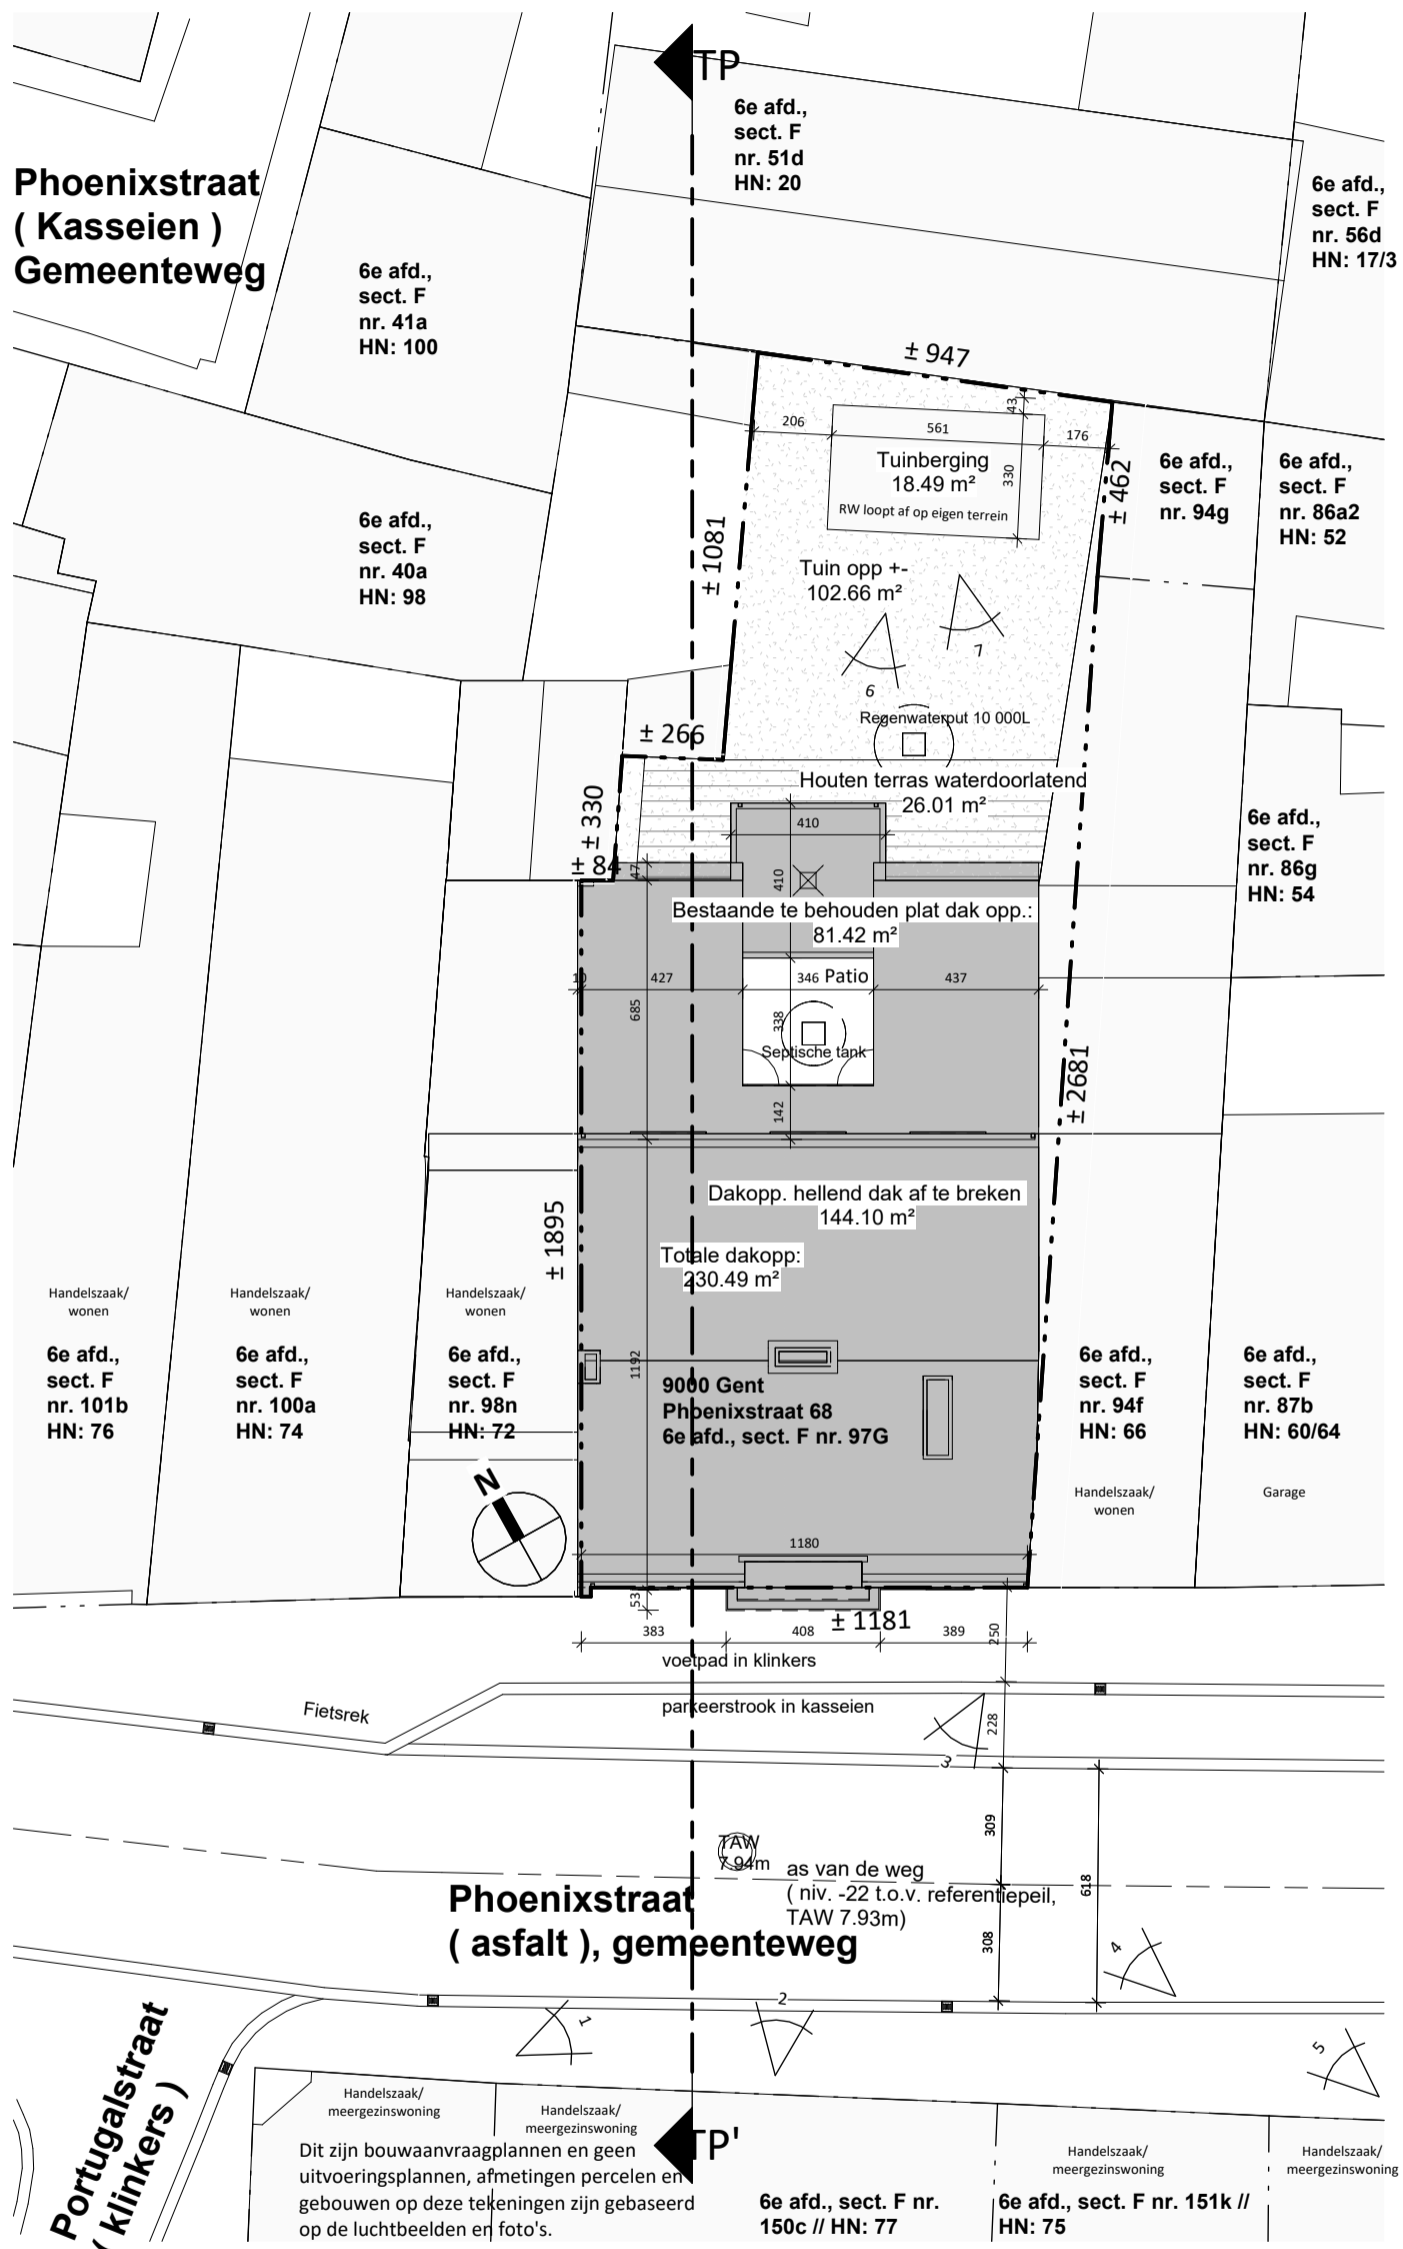 TP
6e afd.,
sect. F
nr. 51d
HN: 20
Phoenixstraat
( Kasseien )
Gemeenteweg
6e afd.,
sect. F
nr. 56d
HN: 17/3
6e afd.,
sect. F
nr. 41a
HN: 100
± 947
43
206
561
176
Tuinberging
18.49 m²
330
RW loopt af op eigen terrein
± 462
6e afd.,
sect. F
nr. 94g
6e afd.,
sect. F
nr. 86a2
HN: 52
6e afd.,
sect. F
nr. 40a
HN: 98
± 1081
Tuin opp +-
102.66 m²
7
6
Regenwaterput 10 000L
± 266
Houten terras waterdoorlatend
26.01 m²
± 330
410
± 84
47
410
6e afd.,
sect. F
nr. 86g
HN: 54
Bestaande te behouden plat dak opp.:
81.42 m²
10
427
346
Patio
437
685
338
Septische tank
142
± 2681
Dakopp. hellend dak af te breken
144.10 m²
± 1895
Totale dakopp:
230.49 m²
Handelszaak/
wonen
Handelszaak/
wonen
Handelszaak/
wonen
6e afd.,
sect. F
nr. 101b
HN: 76
6e afd.,
sect. F
nr. 100a
HN: 74
6e afd.,
sect. F
nr. 98n
HN: 72
1192
9000 Gent
Phoenixstraat 68
6e afd., sect. F nr. 97G
6e afd.,
sect. F
nr. 94f
HN: 66
6e afd.,
sect. F
nr. 87b
HN: 60/64
Handelszaak/
wonen
Garage
N
1180
53
± 1181
383
408
389
250
voetpad in klinkers
Fietsrek
parkeerstrook in kasseien
228
3
309
TAW
7.94m
as van de weg
( niv. -22 t.o.v. referentiepeil,
TAW 7.93m)
618
308
Phoenixstraat
( asfalt ), gemeenteweg
4
2
1
5
Portugalstraat
( klinkers )
Handelszaak/
meergezinswoning
Handelszaak/
meergezinswoning
TP'
Dit zijn bouwaanvraagplannen en geen
uitvoeringsplannen, afmetingen percelen en
gebouwen op deze tekeningen zijn gebaseerd
op de luchtbeelden en foto's.
Handelszaak/
meergezinswoning
Handelszaak/
meergezinswoning
6e afd., sect. F nr.
150c // HN: 77
6e afd., sect. F nr. 151k //
HN: 75